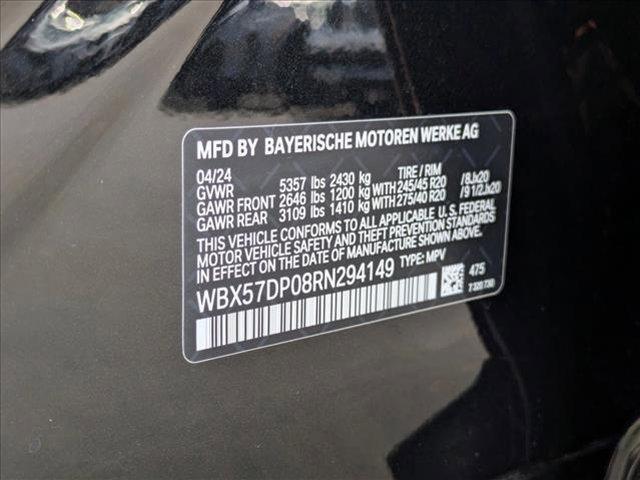 MFD BY BAYERISCHE MOTOREN WERKE AG
04/24 TIRE / RIM
GVWR 5357 lbs 2430 kg
GAWR FRONT 2646 lbs 1200 kg WITH 245/45 R20 /8Jx20
GAWR REAR 3109 lbs 1410 kg WITH 275/40 R20 /9 1/2Jx20
THIS VEHICLE CONFORMS TO ALL APPLICABLE U.S. FEDERAL
MOTOR VEHICLE SAFETY AND THEFT PREVENTION STANDARDS
IN EFFECT ON THE DATE OF MANUFACTURE SHOWN ABOVE.
WBX57DP08RN294149 TYPE: MPV
475
7 320 730